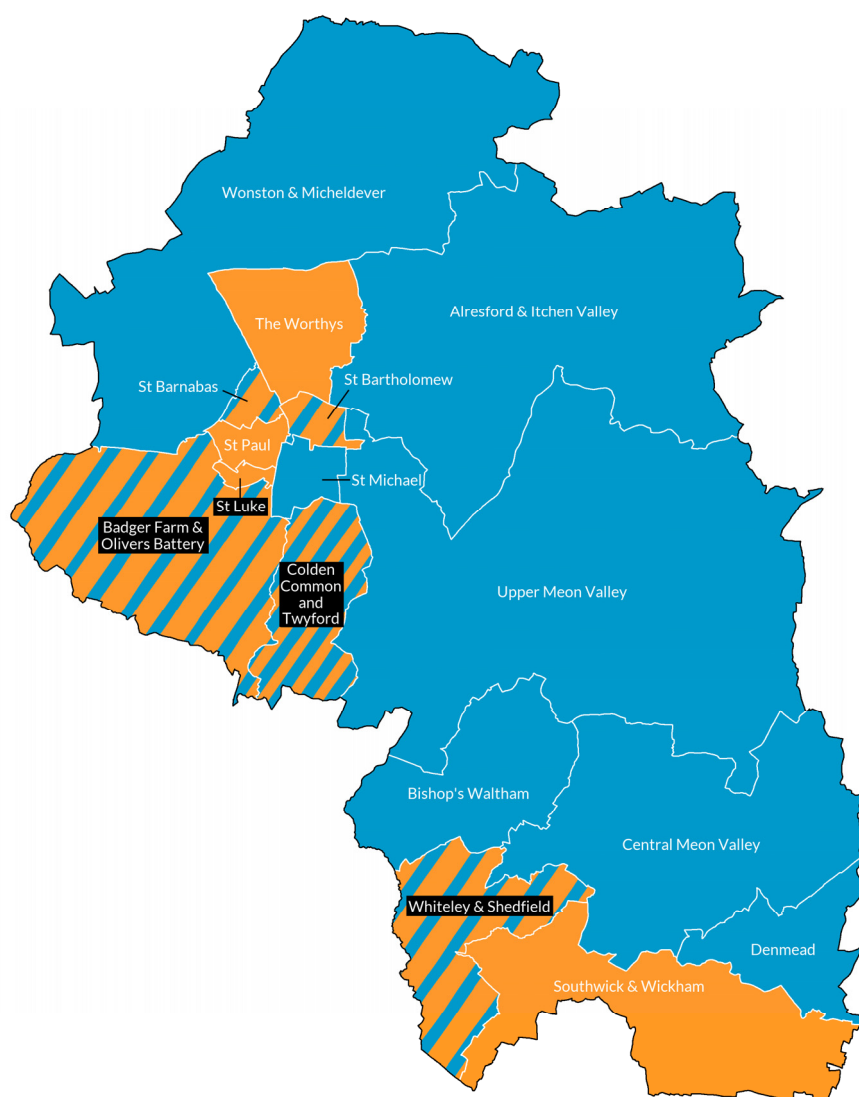 Wonston & Micheldever
Alresford & Itchen Valley
The Worthys
St Bartholomew
St Barnabas
St Paul
St Michael
St Luke
Badger Farm &
Olivers Battery
Colden
Common
and
Twyford
Upper Meon Valley
Bishop's Waltham
Central Meon Valley
Whiteley & Shedfield
Denmead
Southwick & Wickham